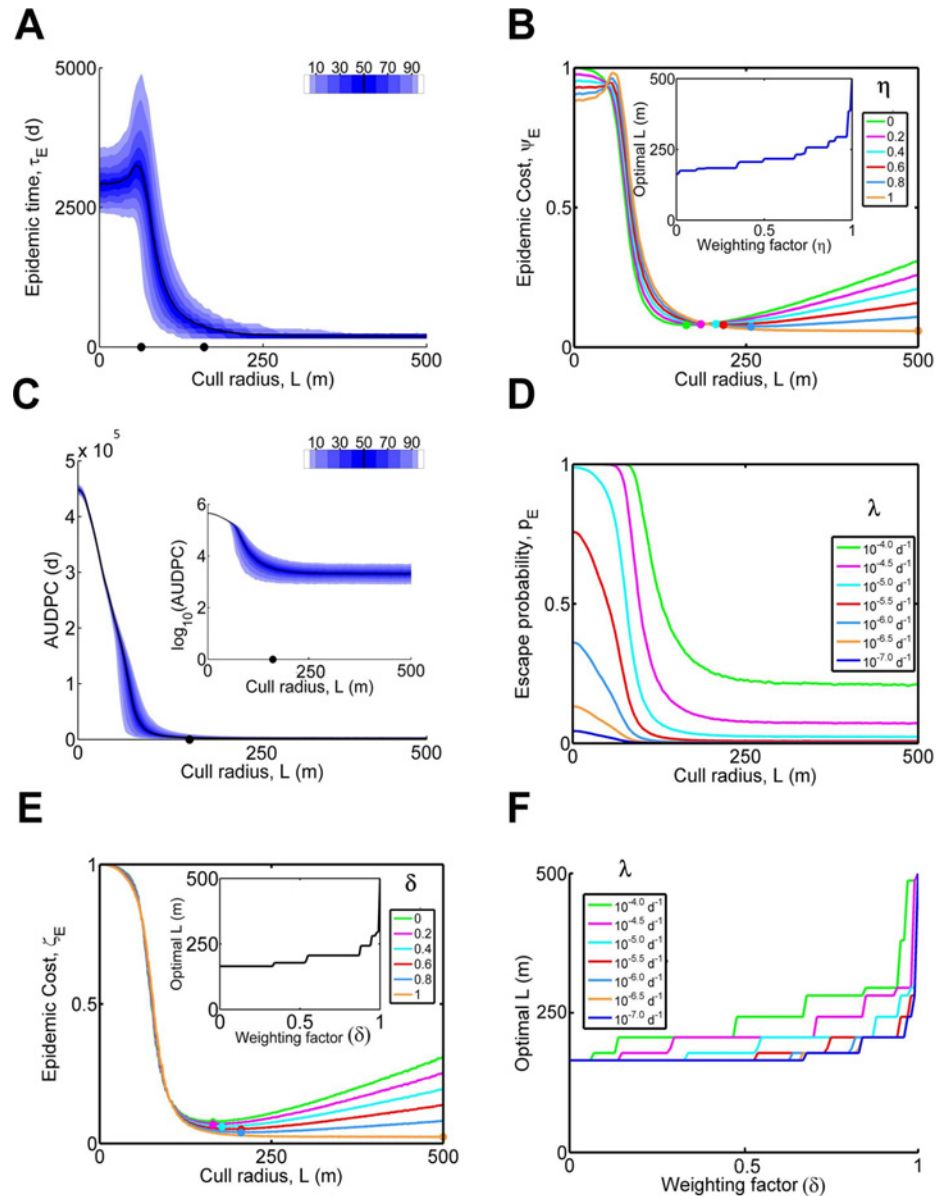 A
5000
2500
0
Epidemic time, τ_E (d)
10 30 50 70 90
0 250 500
Cull radius, L (m)
B
1
0.5
0
Epidemic Cost, ψ_E
500
250
0
Optimal L (m)
0 0.5 1
Weighting factor (η)
η
0
0.2
0.4
0.6
0.8
1
0 250 500
Cull radius, L (m)
C
5 x 10^5
4
3
2
1
0
AUDPC (d)
10 30 50 70 90
6
4
2
0
log_10(AUDPC)
0 250 500
Cull radius, L (m)
0 250 500
Cull radius, L (m)
D
1
0.5
0
Escape probability, p_E
λ
10^-4.0 d^-1
10^-4.5 d^-1
10^-5.0 d^-1
10^-5.5 d^-1
10^-6.0 d^-1
10^-6.5 d^-1
10^-7.0 d^-1
0 250 500
Cull radius, L (m)
E
1
0.5
0
Epidemic Cost, ζ_E
500
250
0
Optimal L (m)
0 0.5 1
Weighting factor (δ)
δ
0
0.2
0.4
0.6
0.8
1
0 250 500
Cull radius, L (m)
F
500
250
0
Optimal L (m)
λ
10^-4.0 d^-1
10^-4.5 d^-1
10^-5.0 d^-1
10^-5.5 d^-1
10^-6.0 d^-1
10^-6.5 d^-1
10^-7.0 d^-1
0 0.5 1
Weighting factor (δ)